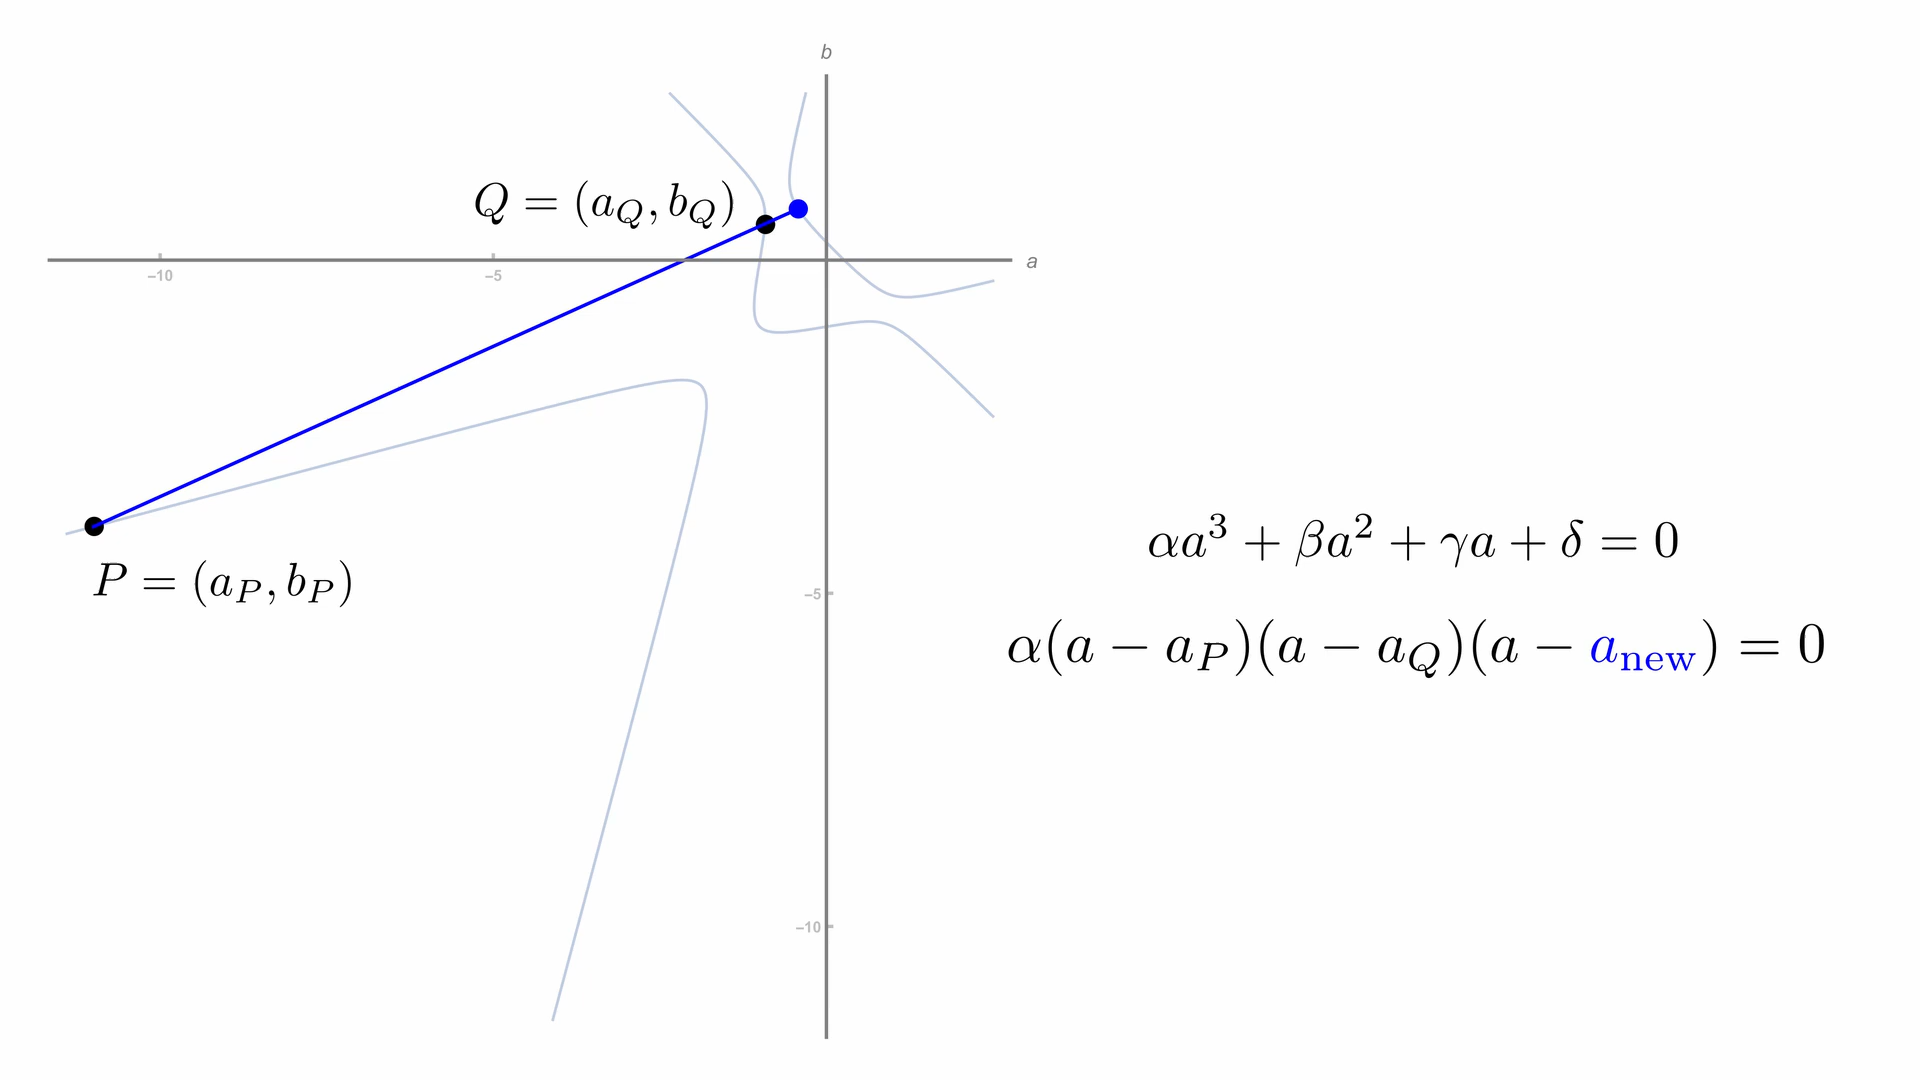 b
Q = (a_Q, b_Q)
a
–10
–5
P = (a_P, b_P)
–5
–10
αa³ + βa² + γa + δ = 0
α(a − a_P)(a − a_Q)(a − a_new) = 0